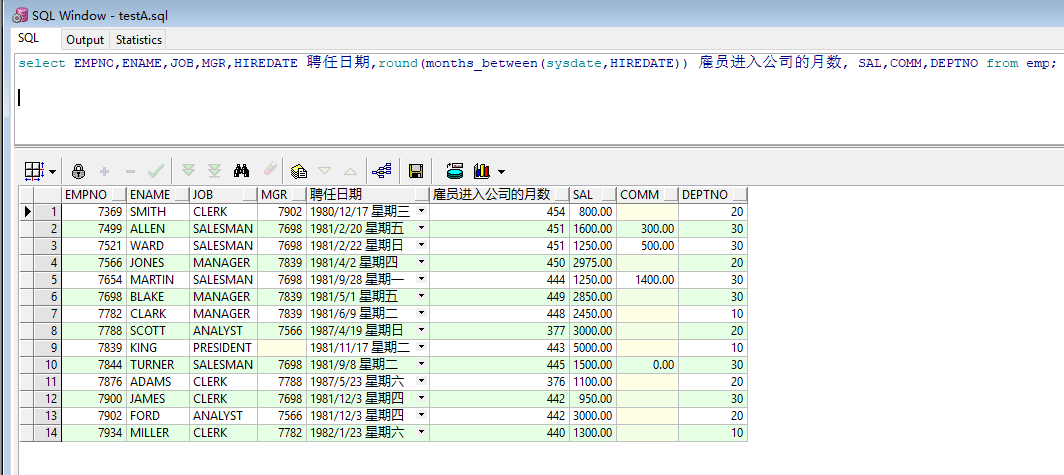 SQL Window - testA.sql
SQL Output Statistics
select EMPNO,ENAME,JOB,MGR,HIREDATE 聘任日期,round(months_between(sysdate,HIREDATE)) 雇员进入公司的月数, SAL,COMM,DEPTNO from emp;
EMPNO ENAME JOB MGR 聘任日期 雇员进入公司的月数 SAL COMM DEPTNO
1 7369 SMITH CLERK 7902 1980/12/17 星期三 454 800.00 20
2 7499 ALLEN SALESMAN 7698 1981/2/20 星期五 451 1600.00 300.00 30
3 7521 WARD SALESMAN 7698 1981/2/22 星期日 451 1250.00 500.00 30
4 7566 JONES MANAGER 7839 1981/4/2 星期四 450 2975.00 20
5 7654 MARTIN SALESMAN 7698 1981/9/28 星期一 444 1250.00 1400.00 30
6 7698 BLAKE MANAGER 7839 1981/5/1 星期五 449 2850.00 30
7 7782 CLARK MANAGER 7839 1981/6/9 星期二 448 2450.00 10
8 7788 SCOTT ANALYST 7566 1987/4/19 星期日 377 3000.00 20
9 7839 KING PRESIDENT 1981/11/17 星期二 443 5000.00 10
10 7844 TURNER SALESMAN 7698 1981/9/8 星期二 445 1500.00 0.00 30
11 7876 ADAMS CLERK 7788 1987/5/23 星期六 376 1100.00 20
12 7900 JAMES CLERK 7698 1981/12/3 星期四 442 950.00 30
13 7902 FORD ANALYST 7566 1981/12/3 星期四 442 3000.00 20
14 7934 MILLER CLERK 7782 1982/1/23 星期六 440 1300.00 10